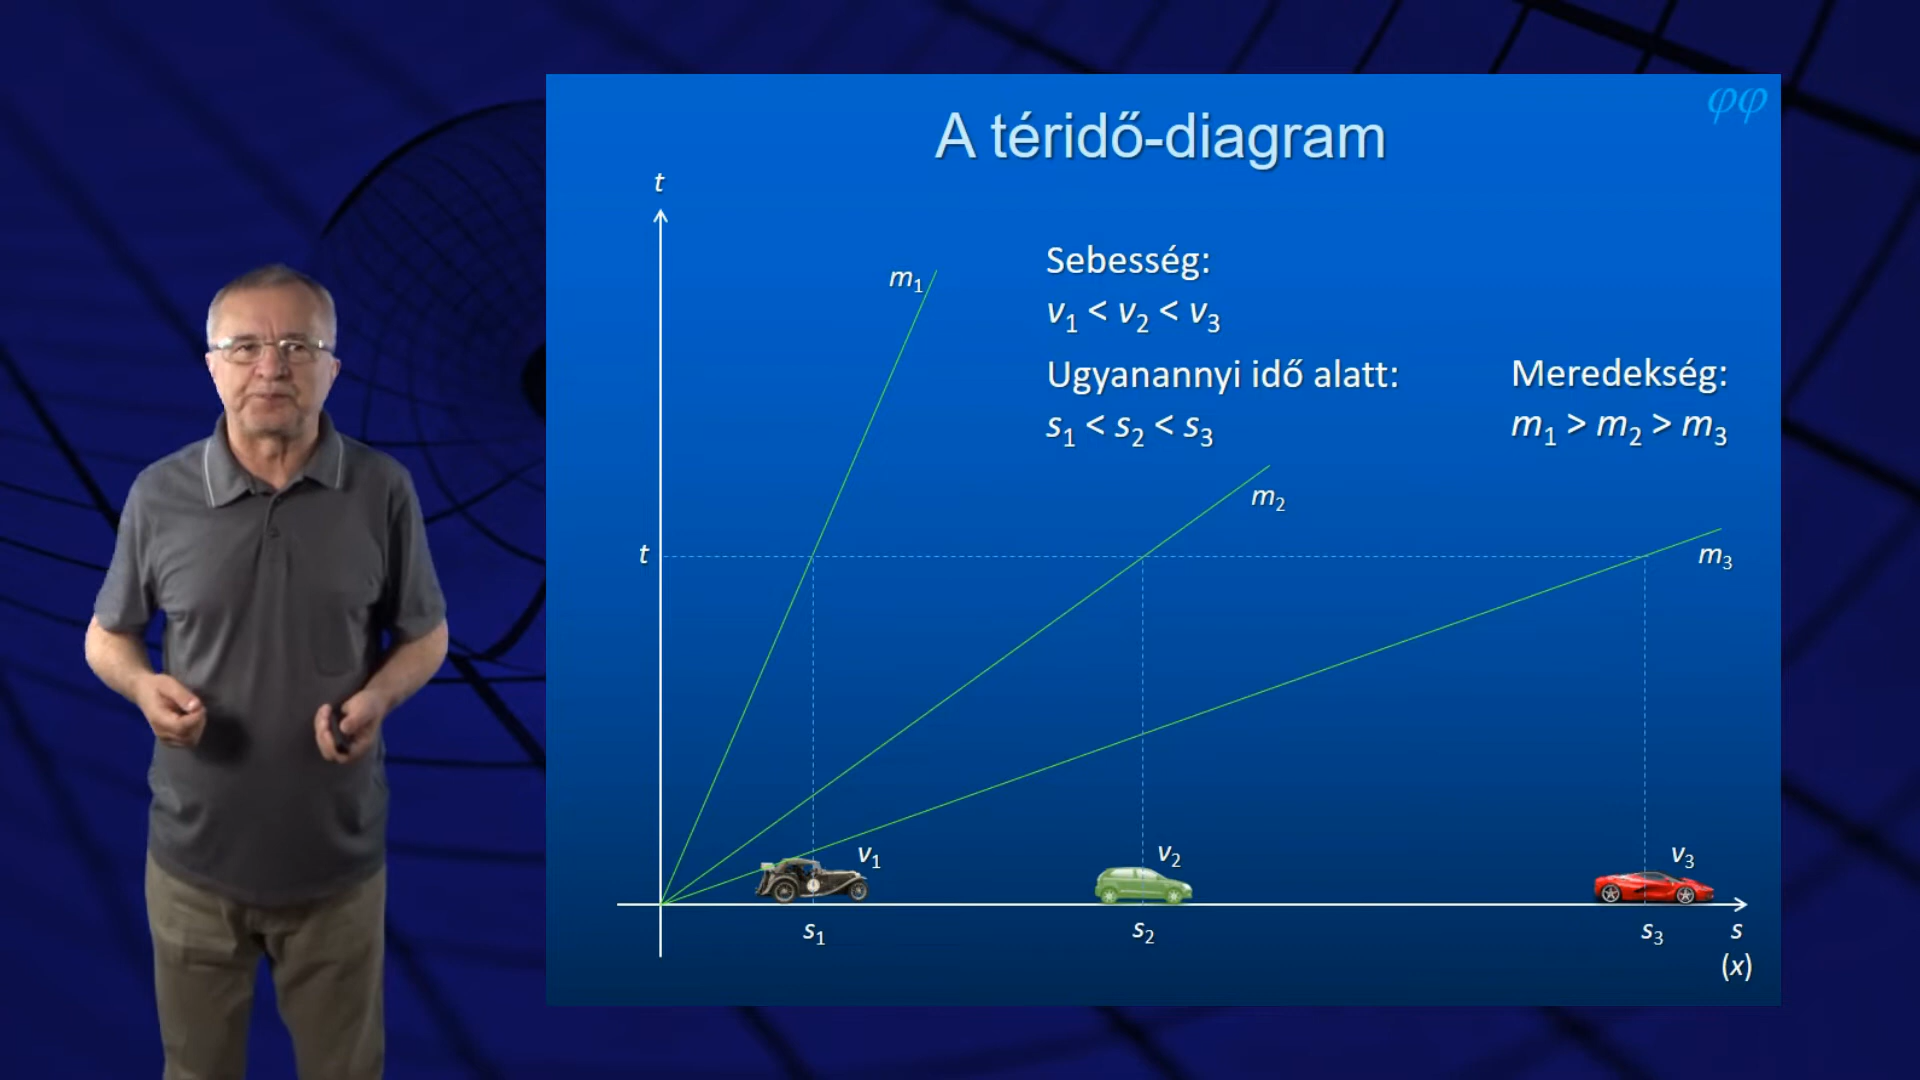 φφ
A téridő-diagram
t
m₁
Sebesség:
v₁ < v₂ < v₃
Ugyanannyi idő alatt:
s₁ < s₂ < s₃
Meredekség:
m₁ > m₂ > m₃
m₂
t
m₃
v₁
v₂
v₃
s₁
s₂
s₃
s
(x)